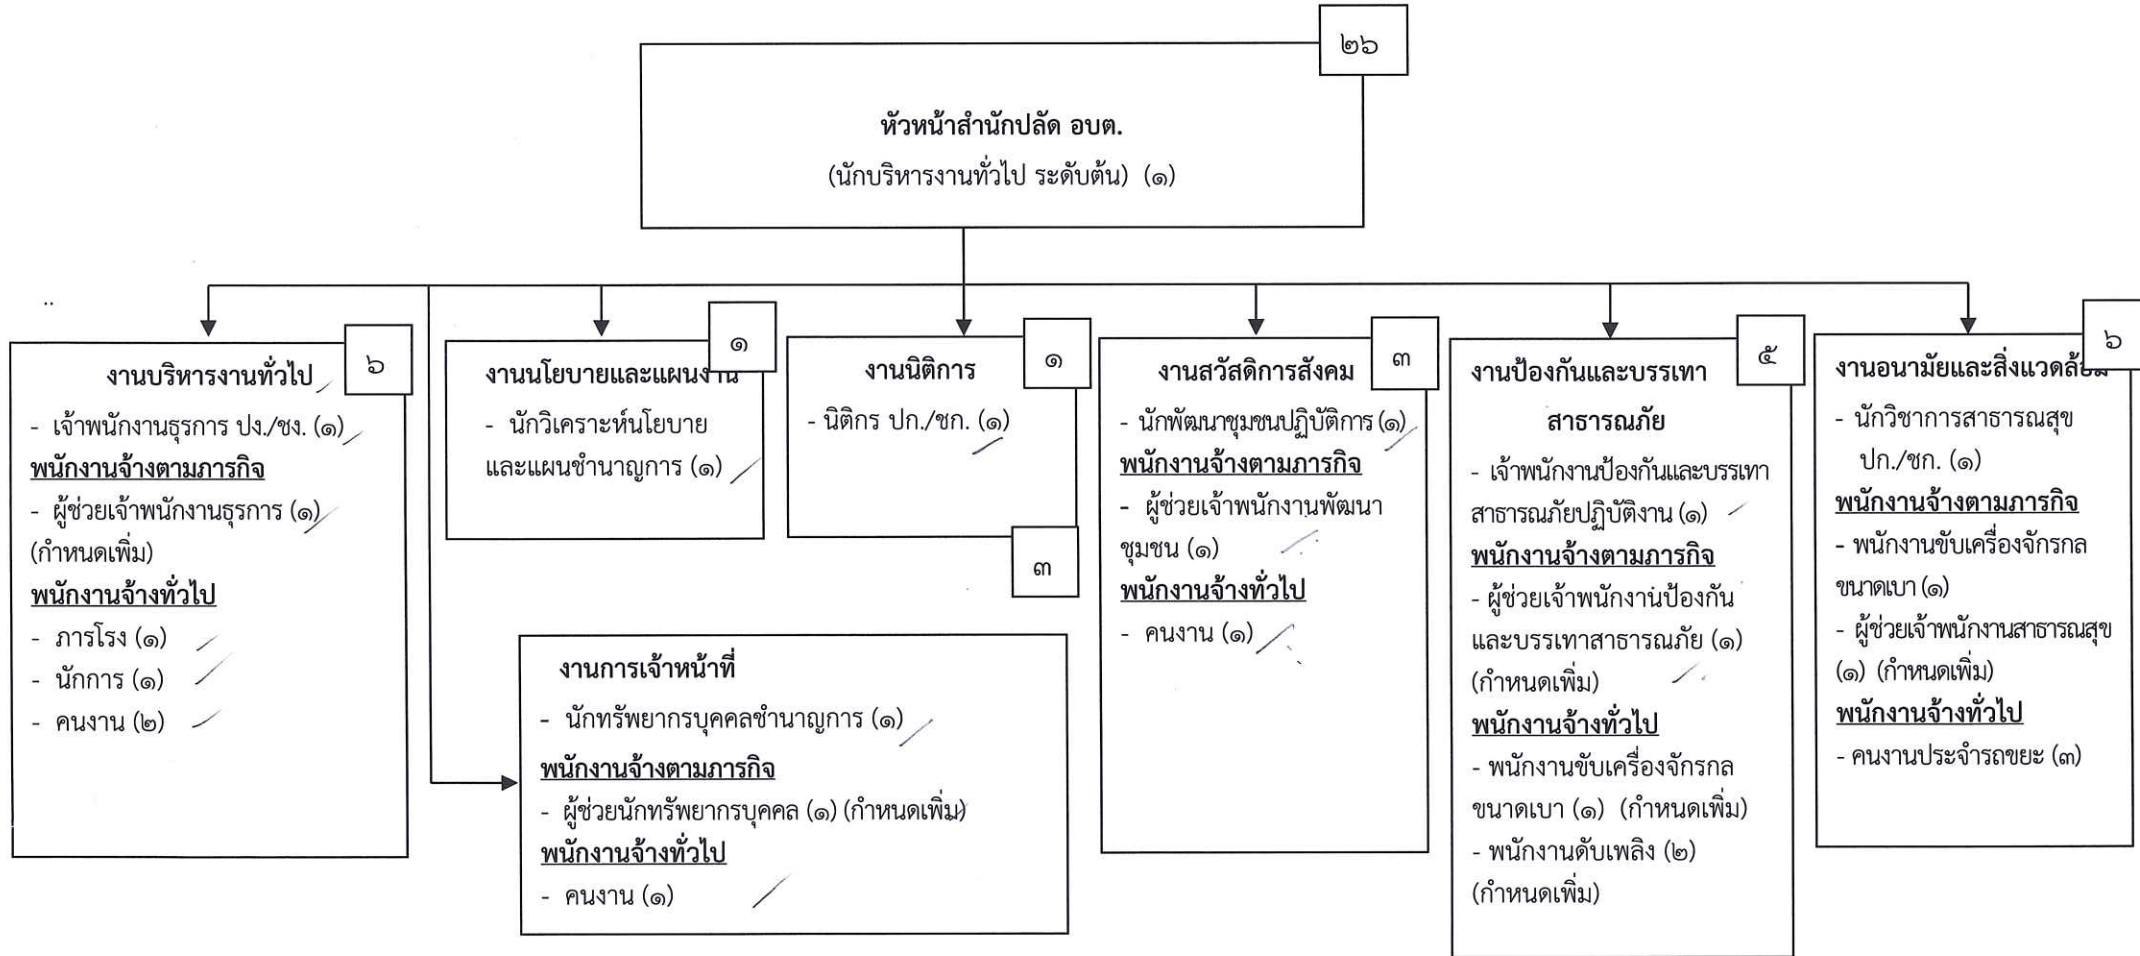 ๒๖
หัวหน้าสำนักปลัด อบต.
(นักบริหารงานทั่วไป ระดับต้น) (๑)
๖
งานบริหารงานทั่วไป
- เจ้าพนักงานธุรการ ปง./ชง. (๑)
พนักงานจ้างตามภารกิจ
- ผู้ช่วยเจ้าพนักงานธุรการ (๑)
(กำหนดเพิ่ม)
พนักงานจ้างทั่วไป
- ภารโรง (๑)
- นักการ (๑)
- คนงาน (๒)
๑
งานนโยบายและแผนงาน
- นักวิเคราะห์นโยบาย
และแผนชำนาญการ (๑)
๑
งานนิติการ
- นิติกร ปก./ชก. (๑)
๓
งานการเจ้าหน้าที่
- นักทรัพยากรบุคคลชำนาญการ (๑)
พนักงานจ้างตามภารกิจ
- ผู้ช่วยนักทรัพยากรบุคคล (๑) (กำหนดเพิ่ม)
พนักงานจ้างทั่วไป
- คนงาน (๑)
๓
งานสวัสดิการสังคม
- นักพัฒนาชุมชนปฏิบัติการ (๑)
พนักงานจ้างตามภารกิจ
- ผู้ช่วยเจ้าพนักงานพัฒนา
ชุมชน (๑)
พนักงานจ้างทั่วไป
- คนงาน (๑)
๕
งานป้องกันและบรรเทา
สาธารณภัย
- เจ้าพนักงานป้องกันและบรรเทา
สาธารณภัยปฏิบัติงาน (๑)
พนักงานจ้างตามภารกิจ
- ผู้ช่วยเจ้าพนักงานป้องกัน
และบรรเทาสาธารณภัย (๑)
(กำหนดเพิ่ม)
พนักงานจ้างทั่วไป
- พนักงานขับเครื่องจักรกล
ขนาดเบา (๑) (กำหนดเพิ่ม)
- พนักงานดับเพลิง (๒)
(กำหนดเพิ่ม)
๖
งานอนามัยและสิ่งแวดล้อม
- นักวิชาการสาธารณสุข
ปก./ชก. (๑)
พนักงานจ้างตามภารกิจ
- พนักงานขับเครื่องจักรกล
ขนาดเบา (๑)
- ผู้ช่วยเจ้าพนักงานสาธารณสุข
(๑) (กำหนดเพิ่ม)
พนักงานจ้างทั่วไป
- คนงานประจำรถขยะ (๓)